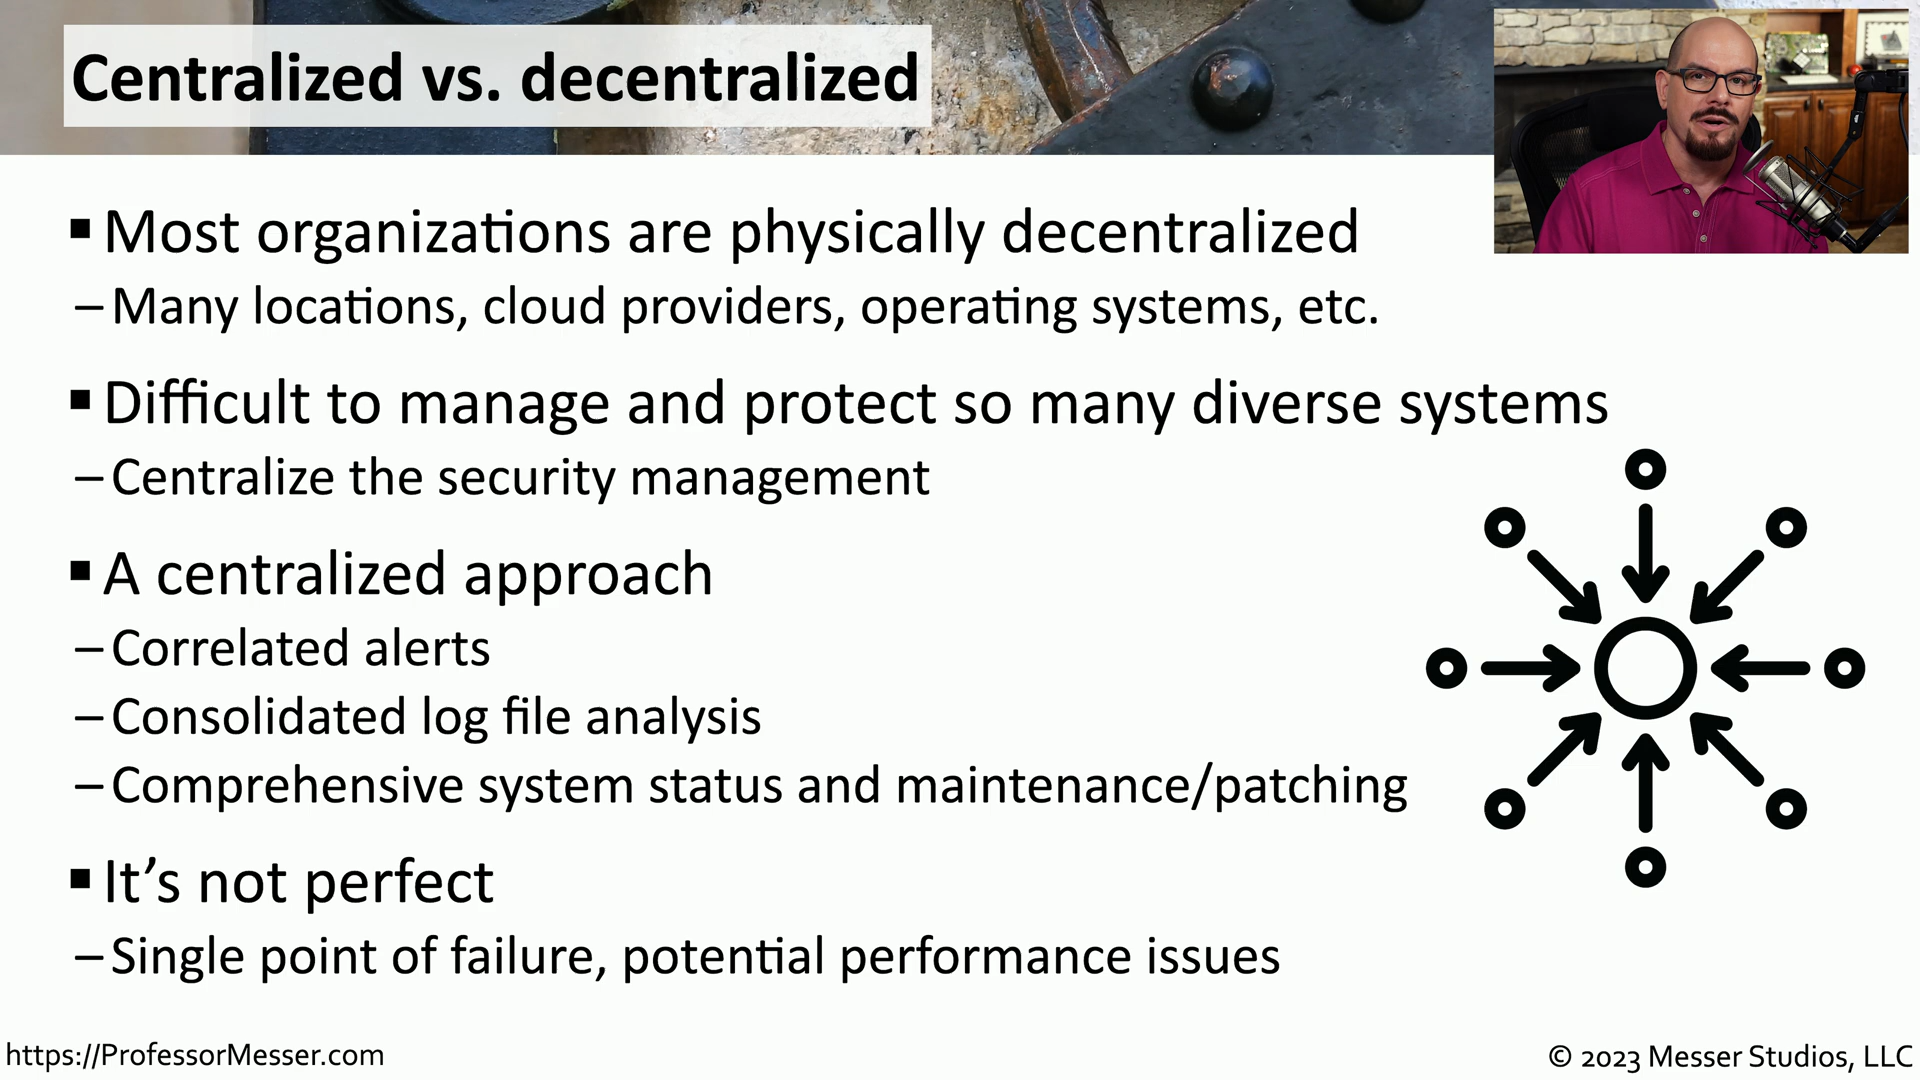 Centralized vs. decentralized
▪ Most organizations are physically decentralized
– Many locations, cloud providers, operating systems, etc.
▪ Difficult to manage and protect so many diverse systems
– Centralize the security management
▪ A centralized approach
– Correlated alerts
– Consolidated log file analysis
– Comprehensive system status and maintenance/patching
▪ It’s not perfect
– Single point of failure, potential performance issues
https://ProfessorMesser.com
© 2023 Messer Studios, LLC